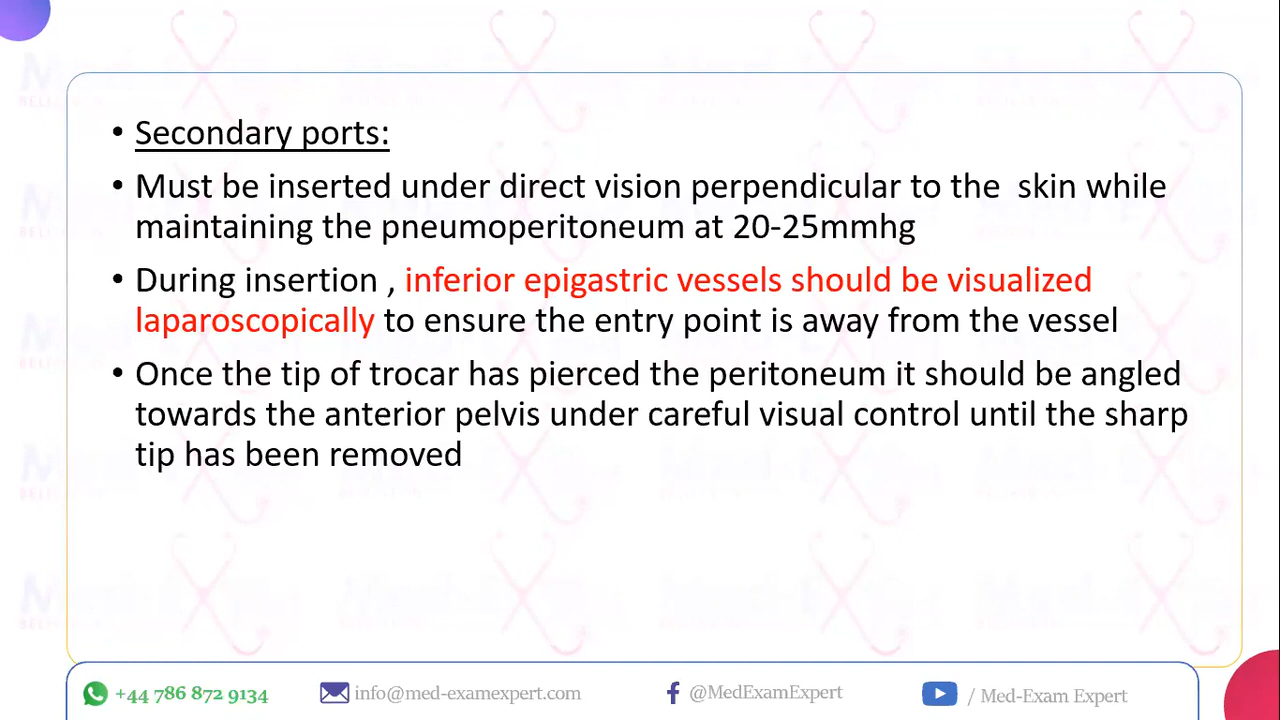 • Secondary ports:
• Must be inserted under direct vision perpendicular to the  skin while
maintaining the pneumoperitoneum at 20-25mmhg
• During insertion , inferior epigastric vessels should be visualized
laparoscopically to ensure the entry point is away from the vessel
• Once the tip of trocar has pierced the peritoneum it should be angled
towards the anterior pelvis under careful visual control until the sharp
tip has been removed
+44 786 872 9134 info@med-examexpert.com @MedExamExpert / Med-Exam Expert